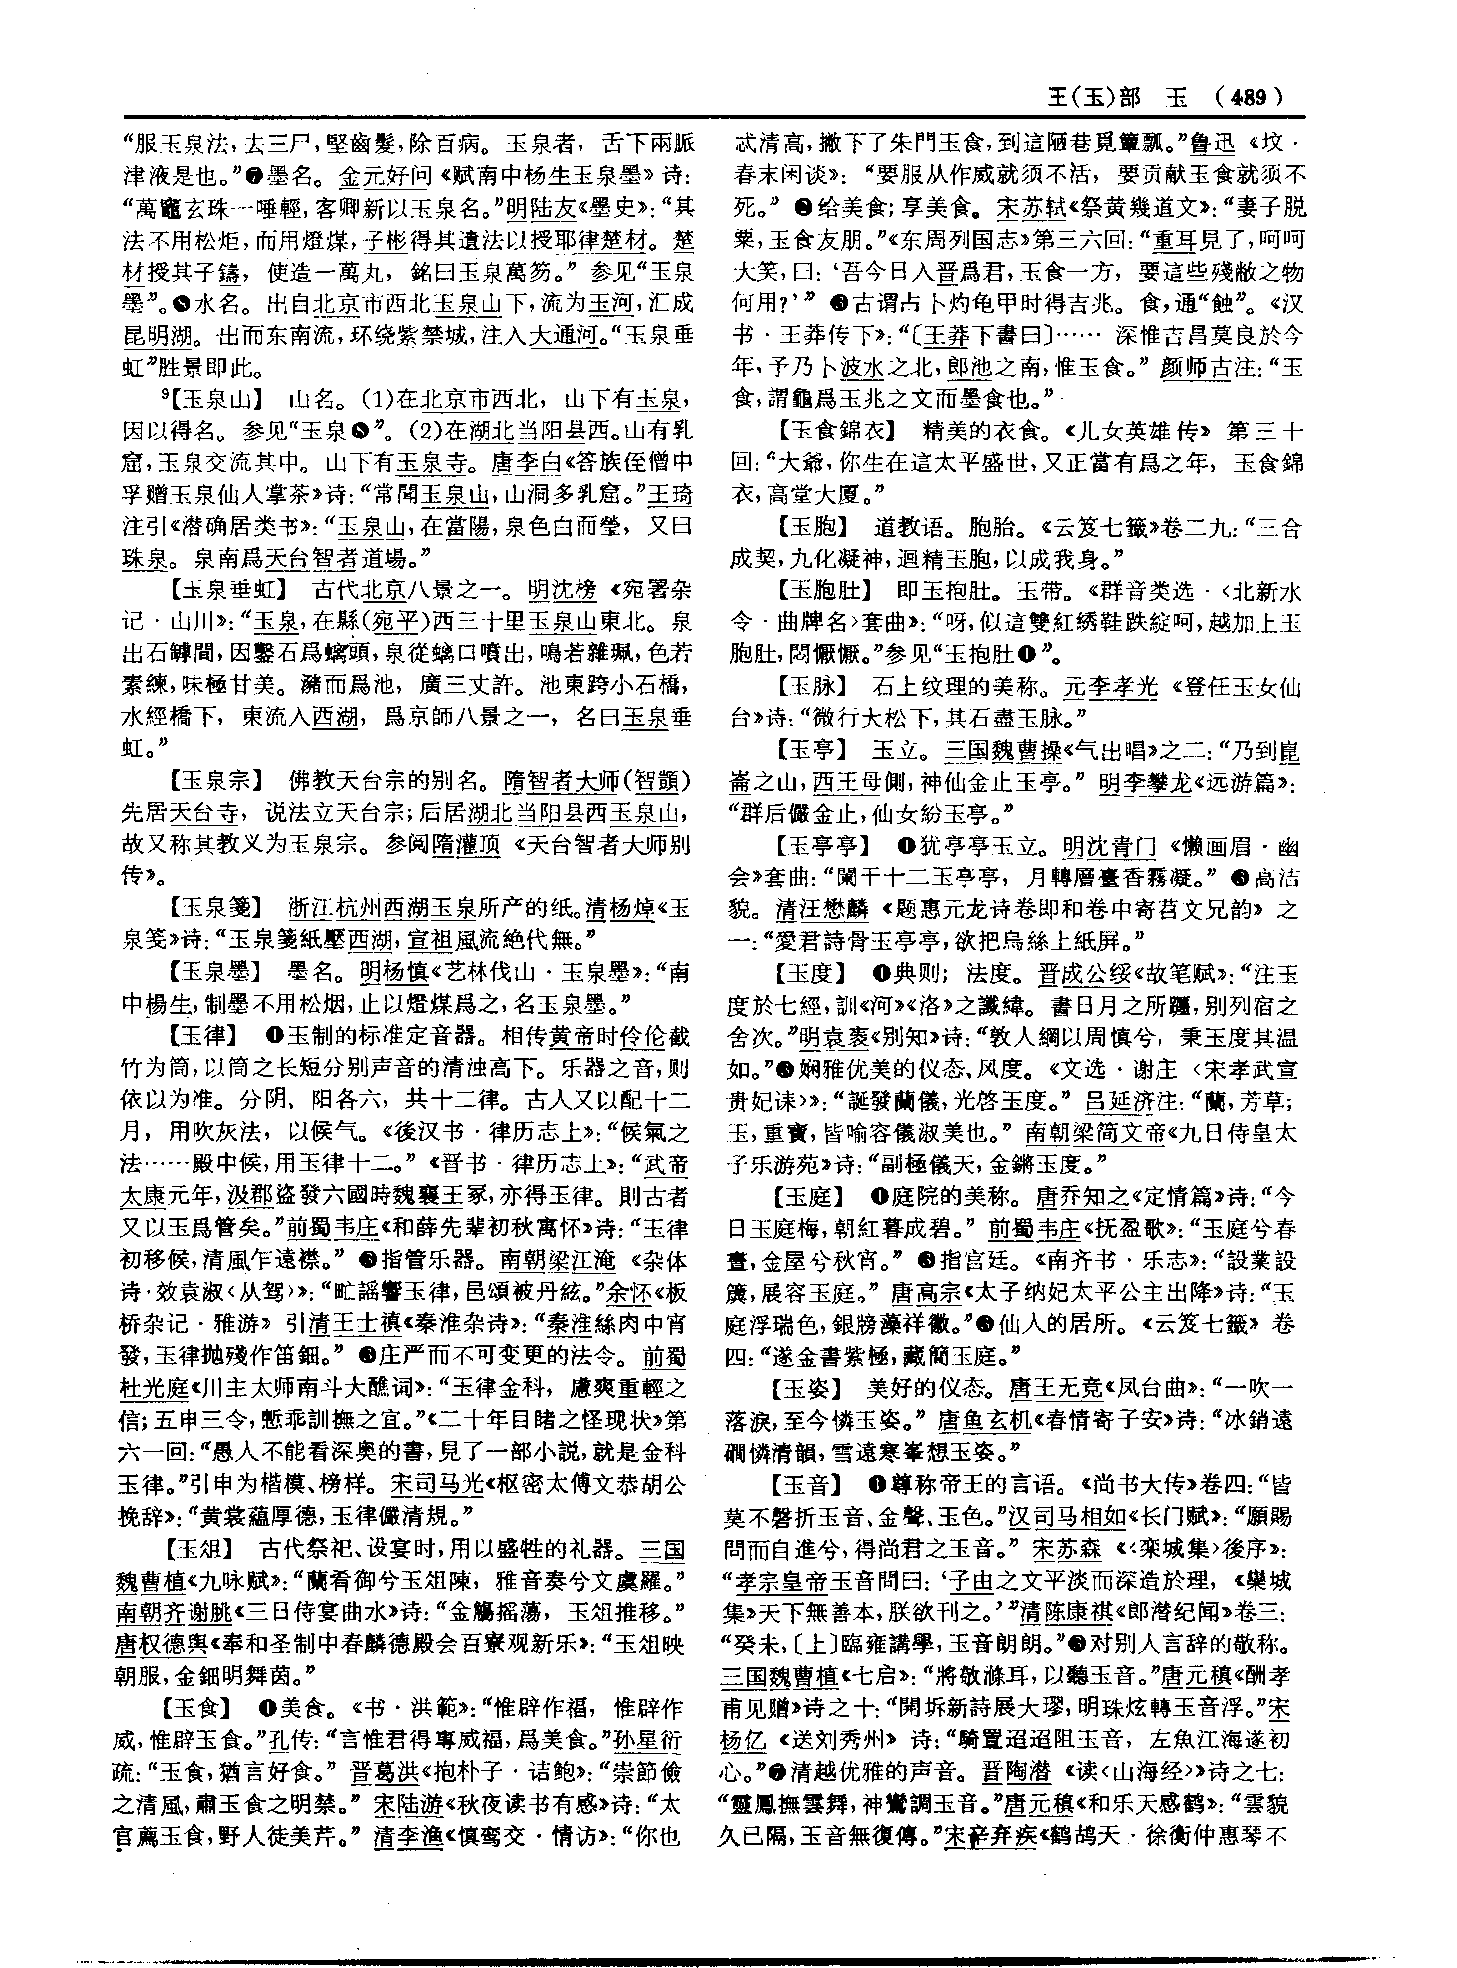 王(玉)部　玉　(489)
“服玉泉法，去三尸，堅齒髮，除百病。玉泉者，舌下兩脈
津液是也。”❼墨名。金元好问《赋南中杨生玉泉墨》诗：
“萬竈玄珠一唾輕，客卿新以玉泉名。”明陆友《墨史》：“其
法不用松炬，而用燈煤，子彬得其遺法以授耶律楚材。楚
材授其子鑄，使造一萬丸，銘曰玉泉萬笏。”参见“玉泉
墨”。❽水名。出自北京市西北玉泉山下，流为玉河，汇成
昆明湖。出而东南流，环绕紫禁城，注入大通河。“玉泉垂
虹”胜景即此。
9【玉泉山】　山名。(1)在北京市西北，山下有玉泉，
因以得名。参见“玉泉❽”。(2)在湖北当阳县西。山有乳
窟，玉泉交流其中。山下有玉泉寺。唐李白《答族侄僧中
孚赠玉泉仙人掌茶》诗：“常聞玉泉山，山洞多乳窟。”王琦
注引《潜确居类书》：“玉泉山，在當陽，泉色白而瑩，又曰
珠泉。泉南爲天台智者道場。”
【玉泉垂虹】　古代北京八景之一。明沈榜《宛署杂
记·山川》：“玉泉，在縣(宛平)西三十里玉泉山東北。泉
出石罅間，因鑿石爲螭頭，泉從螭口噴出，鳴若雜珮，色若
素練，味極甘美。瀦而爲池，廣三丈許。池東跨小石橋，
水經橋下，東流入西湖，爲京師八景之一，名曰玉泉垂
虹。”
【玉泉宗】　佛教天台宗的别名。隋智者大师(智顗)
先居天台寺，说法立天台宗；后居湖北当阳县西玉泉山，
故又称其教义为玉泉宗。参阅隋灌顶《天台智者大师别
传》。
【玉泉箋】　浙江杭州西湖玉泉所产的纸。清杨焯《玉
泉笺》诗：“玉泉箋紙壓西湖，宣祖風流絶代無。”
【玉泉墨】　墨名。明杨慎《艺林伐山·玉泉墨》：“南
中楊生，制墨不用松烟，止以燈煤爲之，名玉泉墨。”
【玉律】　❶玉制的标准定音器。相传黄帝时伶伦截
竹为筒，以筒之长短分别声音的清浊高下。乐器之音，则
依以为准。分阴、阳各六，共十二律。古人又以配十二
月，用吹灰法，以候气。《後汉书·律历志上》：“候氣之
法……殿中候，用玉律十二。”《晋书·律历志上》：“武帝
太康元年，汲郡盜發六國時魏襄王冢，亦得玉律。則古者
又以玉爲管矣。”前蜀韦庄《和薛先辈初秋寓怀》诗：“玉律
初移候，清風乍遠襟。”❷指管乐器。南朝梁江淹《杂体
诗·效袁淑〈从驾〉》：“甿謡響玉律，邑頌被丹絃。”余怀《板
桥杂记·雅游》引清王士禛《秦淮杂诗》：“秦淮絲肉中宵
發，玉律抛殘作笛鈿。”❸庄严而不可变更的法令。前蜀
杜光庭《川主太师南斗大醮词》：“玉律金科，慮爽重輕之
信；五申三令，慙乖訓撫之宜。”《二十年目睹之怪现状》第
六一回：“愚人不能看深奥的書，見了一部小説，就是金科
玉律。”引申为楷模、榜样。宋司马光《枢密太傅文恭胡公
挽辞》：“黄裳藴厚德，玉律儼清規。”
【玉俎】　古代祭祀、设宴时，用以盛牲的礼器。三国
魏曹植《九咏赋》：“蘭肴御兮玉俎陳，雅音奏兮文虞羅。”
南朝齐谢朓《三日侍宴曲水》诗：“金觴摇蕩，玉俎推移。”
唐权德舆《奉和圣制中春麟德殿会百寮观新乐》：“玉俎映
朝服，金鈿明舞茵。”
【玉食】　❶美食。《书·洪範》：“惟辟作福，惟辟作
威，惟辟玉食。”孔传：“言惟君得專威福，爲美食。”孙星衍
疏：“玉食，猶言好食。”晋葛洪《抱朴子·诘鲍》：“崇節儉
之清風，肅玉食之明禁。”宋陆游《秋夜读书有感》诗：“太
官薦玉食，野人徒美芹。”清李渔《慎鸾交·情访》：“你也
忒清高，撇下了朱門玉食，到這陋巷覓簞瓢。”鲁迅《坟·
春末闲谈》：“要服从作威就须不活，要贡献玉食就须不
死。”❷给美食；享美食。宋苏轼《祭黄幾道文》：“妻子脱
粟，玉食友朋。”《东周列国志》第三六回：“重耳見了，呵呵
大笑，曰：‘吾今日入晋爲君，玉食一方，要這些殘敝之物
何用？’”❸古谓占卜灼龟甲时得吉兆。食，通“蝕”。《汉
书·王莽传下》：“〔王莽下書曰〕……深惟吉昌莫良於今
年，予乃卜波水之北，郎池之南，惟玉食。”颜师古注：“玉
食，謂龜爲玉兆之文而墨食也。”
【玉食錦衣】　精美的衣食。《儿女英雄传》第三十
回：“大爺，你生在這太平盛世，又正當有爲之年，玉食錦
衣，高堂大厦。”
【玉胞】　道教语。胞胎。《云笈七籤》卷二九：“三合
成契，九化凝神，迴精玉胞，以成我身。”
【玉胞肚】　即玉抱肚。玉带。《群音类选·〈北新水
令·曲牌名〉套曲》：“呀，似這雙紅綉鞋跌綻呵，越加上玉
胞肚，悶懨懨。”参见“玉抱肚❶”。
【玉脉】　石上纹理的美称。元李孝光《登任玉女仙
台》诗：“微行大松下，其石盡玉脉。”
【玉亭】　玉立。三国魏曹操《气出唱》之二：“乃到崑
崙之山，西王母側，神仙金止玉亭。”明李攀龙《远游篇》：
“群后儼金止，仙女紛玉亭。”
【玉亭亭】　❶犹亭亭玉立。明沈青门《懒画眉·幽
会》套曲：“闌干十二玉亭亭，月轉層臺香霧凝。”❷高洁
貌。清汪懋麟《题惠元龙诗卷即和卷中寄苕文兄韵》之
一：“愛君詩骨玉亭亭，欲把烏絲上紙屏。”
【玉度】　❶典则；法度。晋成公绥《故笔赋》：“注玉
度於七經，訓《河》《洛》之讖緯。書日月之所躔，别列宿之
舍次。”明袁袠《别知》诗：“敦人綱以周慎兮，秉玉度其温
如。”❷娴雅优美的仪态、风度。《文选·谢庄〈宋孝武宣
贵妃诔〉》：“誕發蘭儀，光啓玉度。”吕延济注：“蘭，芳草；
玉，重寶，皆喻容儀淑美也。”南朝梁简文帝《九日侍皇太
子乐游苑》诗：“副極儀天，金鏘玉度。”
【玉庭】　❶庭院的美称。唐乔知之《定情篇》诗：“今
日玉庭梅，朝紅暮成碧。”前蜀韦庄《抚盈歌》：“玉庭兮春
晝，金屋兮秋宵。”❷指宫廷。《南齐书·乐志》：“設業設
簴，展容玉庭。”唐高宗《太子纳妃太平公主出降》诗：“玉
庭浮瑞色，銀牓藻祥徽。”❸仙人的居所。《云笈七籤》卷
四：“遂金書紫極，藏簡玉庭。”
【玉姿】　美好的仪态。唐王无竞《凤台曲》：“一吹一
落淚，至今憐玉姿。”唐鱼玄机《春情寄子安》诗：“冰銷遠
磵憐清韻，雪遠寒峯想玉姿。”
【玉音】　❶尊称帝王的言语。《尚书大传》卷四：“皆
莫不磬折玉音、金聲、玉色。”汉司马相如《长门赋》：“願賜
問而自進兮，得尚君之玉音。”宋苏森《〈栾城集〉後序》：
“孝宗皇帝玉音問曰：‘子由之文平淡而深造於理，《欒城
集》天下無善本，朕欲刊之。’”清陈康祺《郎潜纪闻》卷三：
“癸未，〔上〕臨雍講學，玉音朗朗。”❷对别人言辞的敬称。
三国魏曹植《七启》：“將敬滌耳，以聽玉音。”唐元稹《酬孝
甫见赠》诗之十：“開坼新詩展大璆，明珠炫轉玉音浮。”宋
杨亿《送刘秀州》诗：“騎置迢迢阻玉音，左魚江海遂初
心。”❸清越优雅的声音。晋陶潜《读〈山海经〉》诗之七：
“靈鳳撫雲舞，神鸞調玉音。”唐元稹《和乐天感鹤》：“雲貌
久已隔，玉音無復傳。”宋辛弃疾《鹧鸪天·徐衡仲惠琴不